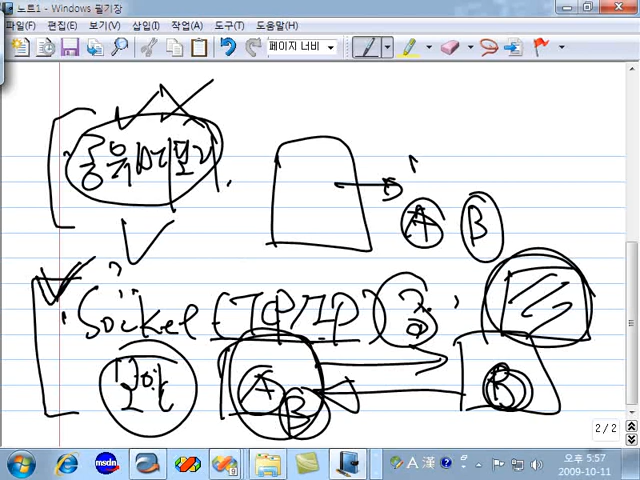 노트1 - Windows 필기장
파일(F) 편집(E) 보기(V) 삽입(I) 작업(A) 도구(T) 도움말(H)
페이지 너비
공유메모리
A B
Socket (TCP/IP)
A B B
2 / 2
msdn A 漢 ? 오후 5:57
2009-10-11